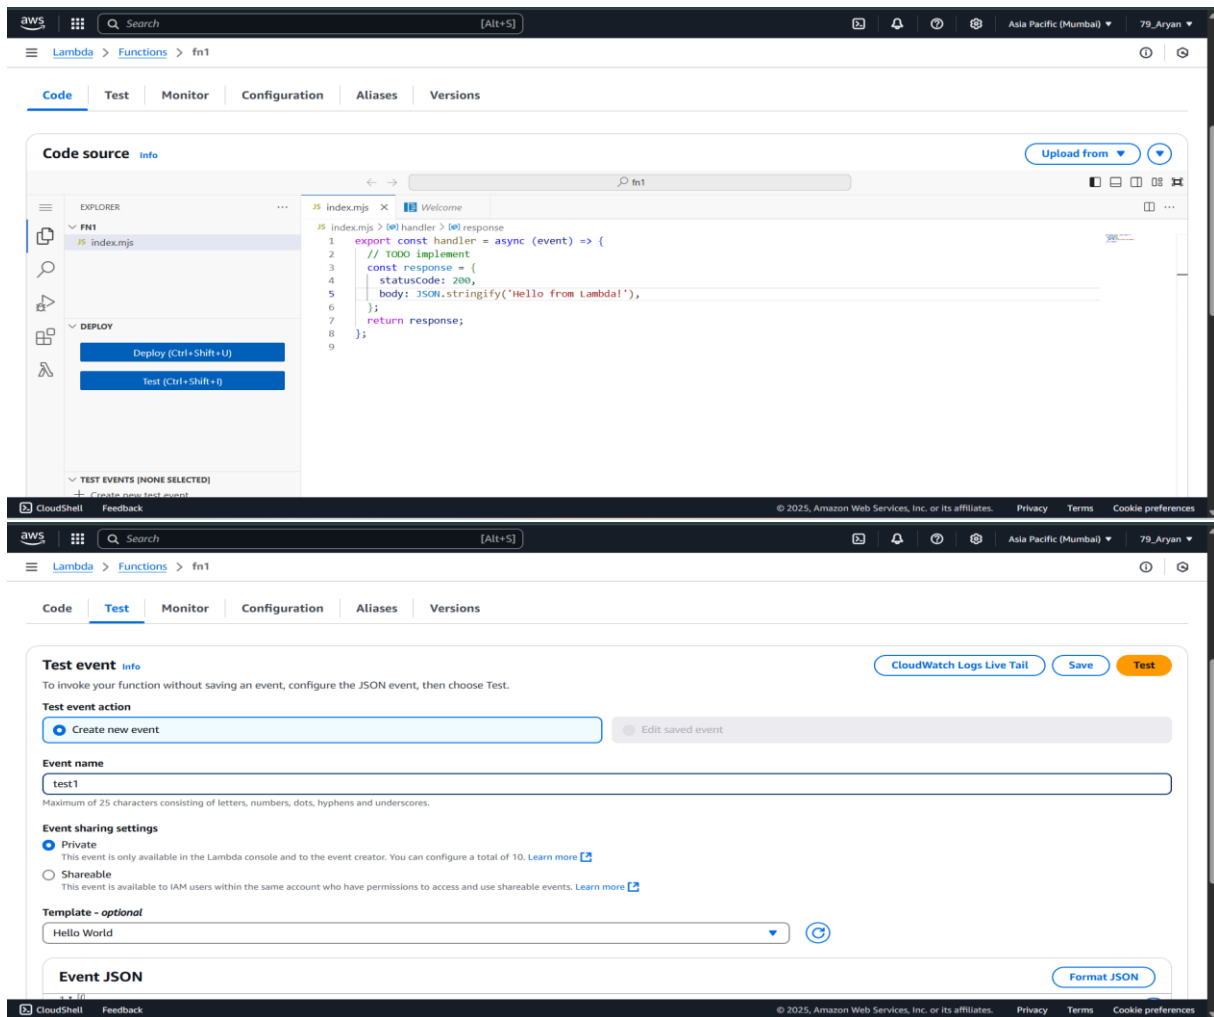 aws Search [Alt+S] Asia Pacific (Mumbai) ▼ 79_Aryan ▼
Lambda > Functions > fn1
Code Test Monitor Configuration Aliases Versions
Code source Info Upload from ▼
fn1
EXPLORER ... JS index.mjs × Welcome ...
FN1 JS index.mjs > handler > response
JS index.mjs 1 export const handler = async (event) => {
2 // TODO implement
3 const response = {
4 statusCode: 200,
5 body: JSON.stringify('Hello from Lambda!'),
6 };
DEPLOY 7 return response;
8 };
9
Deploy (Ctrl+Shift+U)
Test (Ctrl+Shift+I)
TEST EVENTS [NONE SELECTED]
+ Create new test event
CloudShell Feedback © 2025, Amazon Web Services, Inc. or its affiliates. Privacy Terms Cookie preferences
aws Search [Alt+S] Asia Pacific (Mumbai) ▼ 79_Aryan ▼
Lambda > Functions > fn1
Code Test Monitor Configuration Aliases Versions
Test event Info CloudWatch Logs Live Tail Save Test
To invoke your function without saving an event, configure the JSON event, then choose Test.
Test event action
Create new event Edit saved event
Event name
test1
Maximum of 25 characters consisting of letters, numbers, dots, hyphens and underscores.
Event sharing settings
Private
This event is only available in the Lambda console and to the event creator. You can configure a total of 10. Learn more
Shareable
This event is available to IAM users within the same account who have permissions to access and use shareable events. Learn more
Template - optional
Hello World
Event JSON Format JSON
1 {
CloudShell Feedback © 2025, Amazon Web Services, Inc. or its affiliates. Privacy Terms Cookie preferences